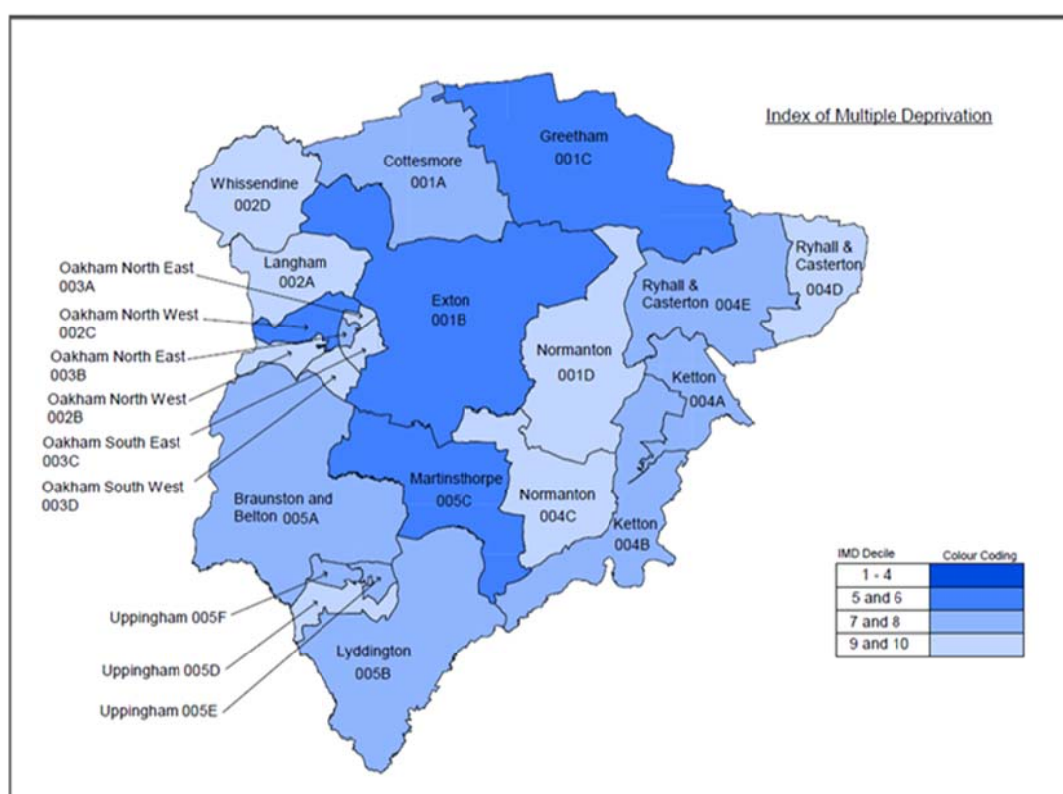 Index of Multiple Deprivation
Greetham
001C
Cottesmore
001A
Whissendine
002D
Ryhall &
Casterton
004D
Langham
002A
Oakham North East
003A
Exton
001B
Ryhall &
Casterton 004E
Oakham North West
002C
Oakham North East
003B
Normanton
001D
Ketton
004A
Oakham North West
002B
Oakham South East
003C
Oakham South West
003D
Martinsthorpe
005C
Braunston and
Belton 005A
Normanton
004C
Ketton
004B
IMD Decile Colour Coding
1 - 4
5 and 6
7 and 8
9 and 10
Uppingham 005F
Lyddington
005B
Uppingham 005D
Uppingham 005E